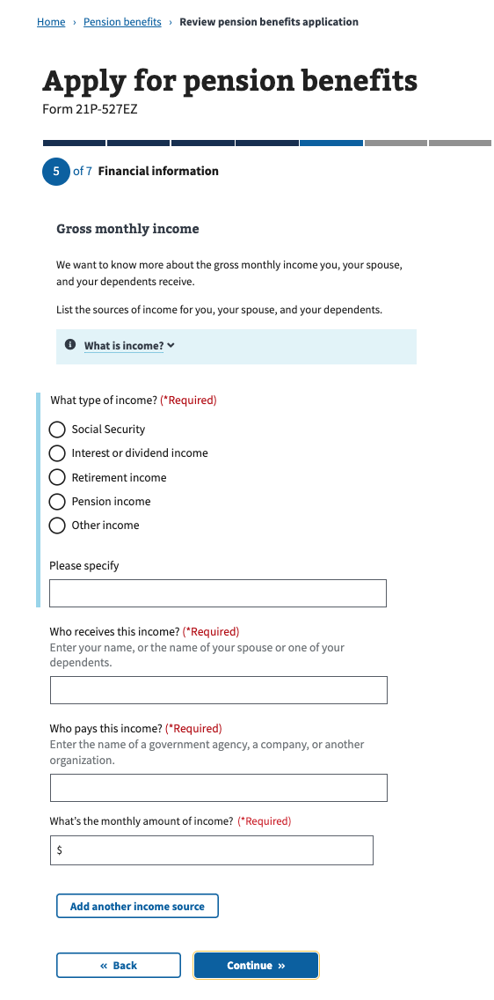 Home › Pension benefits › Review pension benefits application
Apply for pension benefits
Form 21P-527EZ
5 of 7 Financial information
Gross monthly income
We want to know more about the gross monthly income you, your spouse,
and your dependents receive.
List the sources of income for you, your spouse, and your dependents.
What is income?
What type of income? (*Required)
Social Security
Interest or dividend income
Retirement income
Pension income
Other income
Please specify
Who receives this income? (*Required)
Enter your name, or the name of your spouse or one of your
dependents.
Who pays this income? (*Required)
Enter the name of a government agency, a company, or another
organization.
What's the monthly amount of income? (*Required)
$
Add another income source
« Back
Continue »